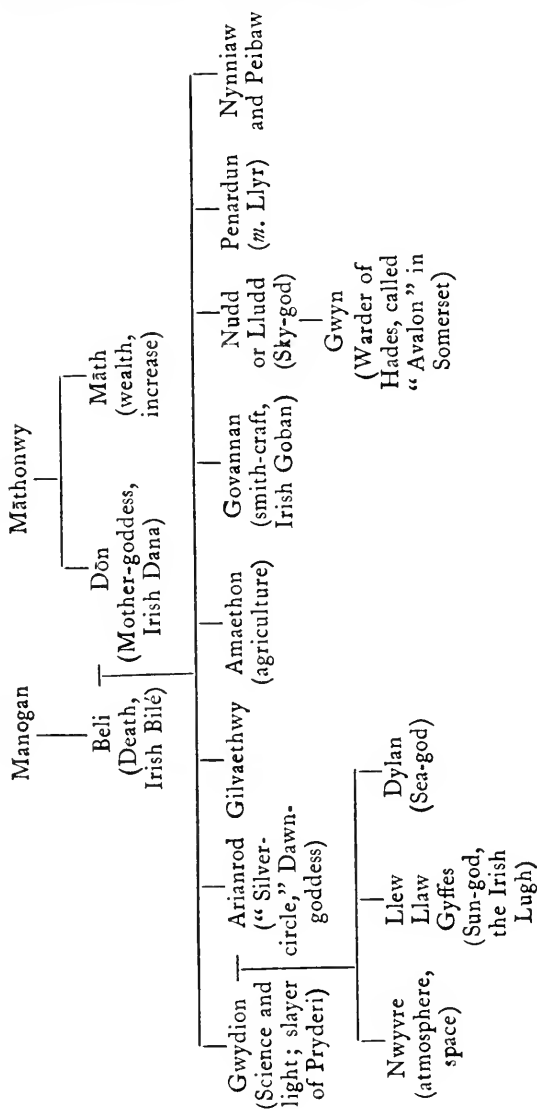 Manogan
Māthonwy
Beli
(Death,
Irish Bilé)
Dōn
(Mother-goddess,
Irish Dana)
Māth
(wealth,
increase)
Gwydion
(Science and
light; slayer
of Pryderi)
Arianrod
(“ Silver-
circle,” Dawn-
goddess)
Gilvaethwy
Amaethon
(agriculture)
Govannan
(smith-craft,
Irish Goban)
Nudd
or Lludd
(Sky-god)
Penardun
(m. Llyr)
Nynniaw
and Peibaw
Gwyn
(Warder of
Hades, called
“ Avalon ” in
Somerset)
Nwyvre
(atmosphere,
space)
Llew
Llaw
Gyffes
(Sun-god,
the Irish
Lugh)
Dylan
(Sea-god)